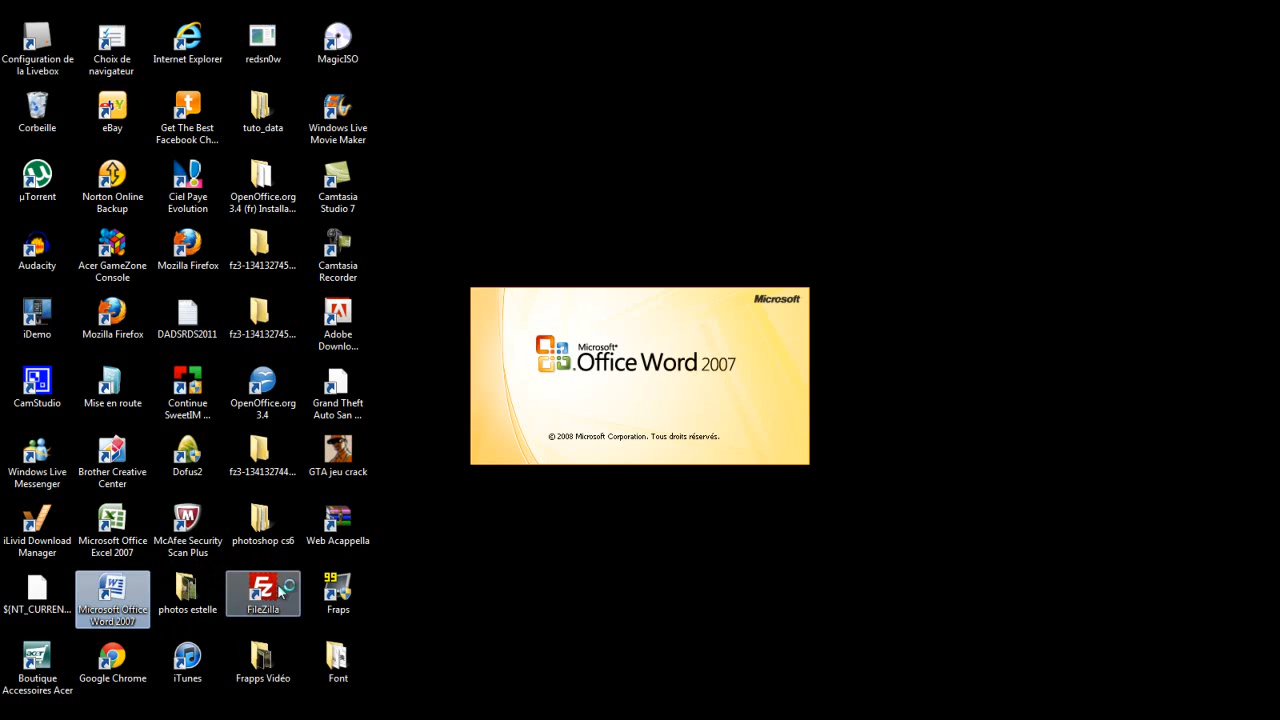 Configuration de
la Livebox
Choix de
navigateur
Internet Explorer
redsn0w
MagicISO
Corbeille
eBay
Get The Best
Facebook Ch...
tuto_data
Windows Live
Movie Maker
µTorrent
Norton Online
Backup
Ciel Paye
Evolution
OpenOffice.org
3.4 (fr) Installa...
Camtasia
Studio 7
Audacity
Acer GameZone
Console
Mozilla Firefox
fz3-134132745...
Camtasia
Recorder
iDemo
Mozilla Firefox
DADSRDS2011
fz3-134132745...
Adobe
Downlo...
CamStudio
Mise en route
Continue
SweetIM ...
OpenOffice.org
3.4
Grand Theft
Auto San ...
Windows Live
Messenger
Brother Creative
Center
Dofus2
fz3-134132744...
GTA jeu crack
iLivid Download
Manager
Microsoft Office
Excel 2007
McAfee Security
Scan Plus
photoshop cs6
Web Acappella
$(NT_CURREN...
Microsoft Office
Word 2007
photos estelle
FileZilla
99
Fraps
Boutique
Accessoires Acer
Google Chrome
iTunes
Frapps Vidéo
Font
Microsoft
Microsoft®
Office Word 2007
© 2008 Microsoft Corporation. Tous droits réservés.